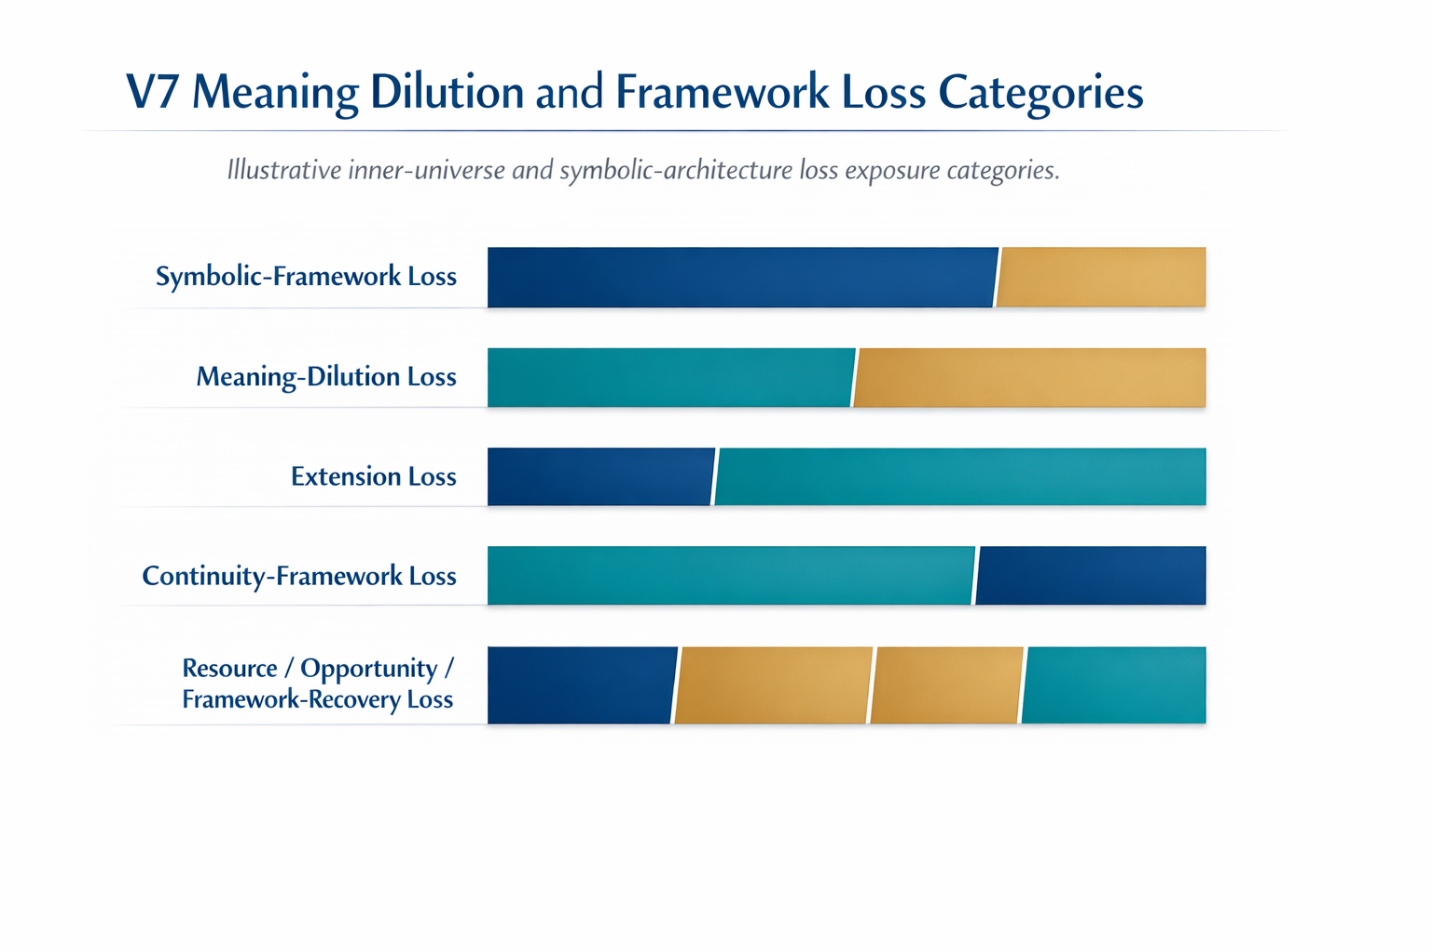 V7 Meaning Dilution and Framework Loss Categories
Illustrative inner-universe and symbolic-architecture loss exposure categories.
Symbolic-Framework Loss
Meaning-Dilution Loss
Extension Loss
Continuity-Framework Loss
Resource / Opportunity /
Framework-Recovery Loss